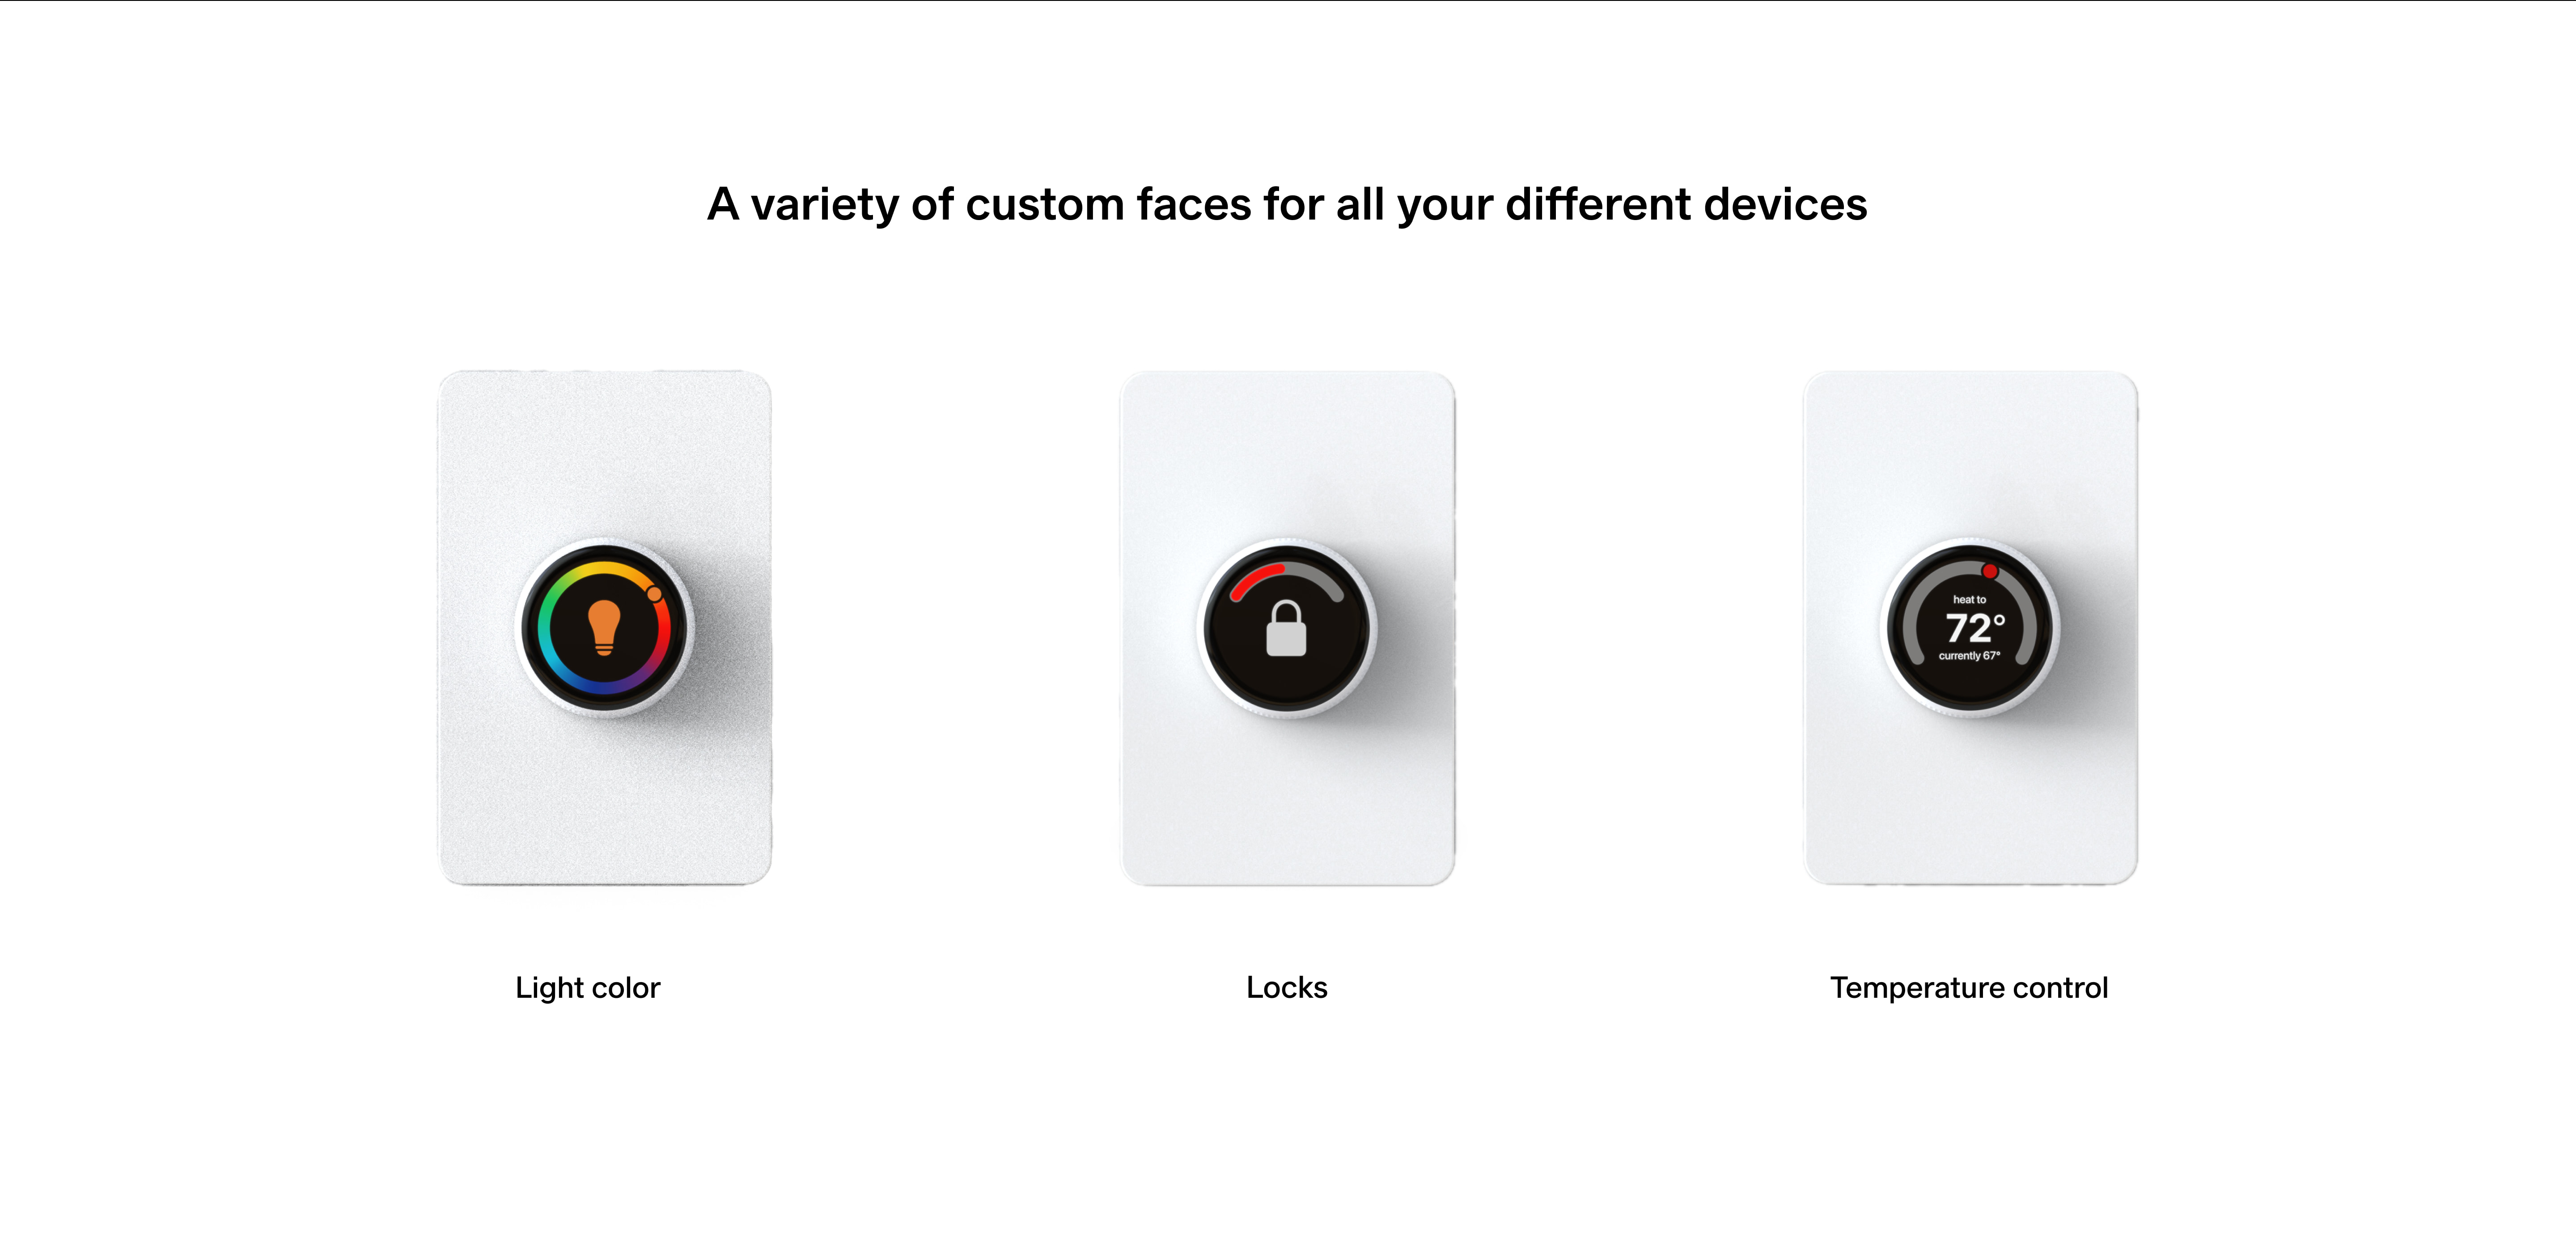 A variety of custom faces for all your different devices
heat to
72°
currently 67°
Light color
Locks
Temperature control